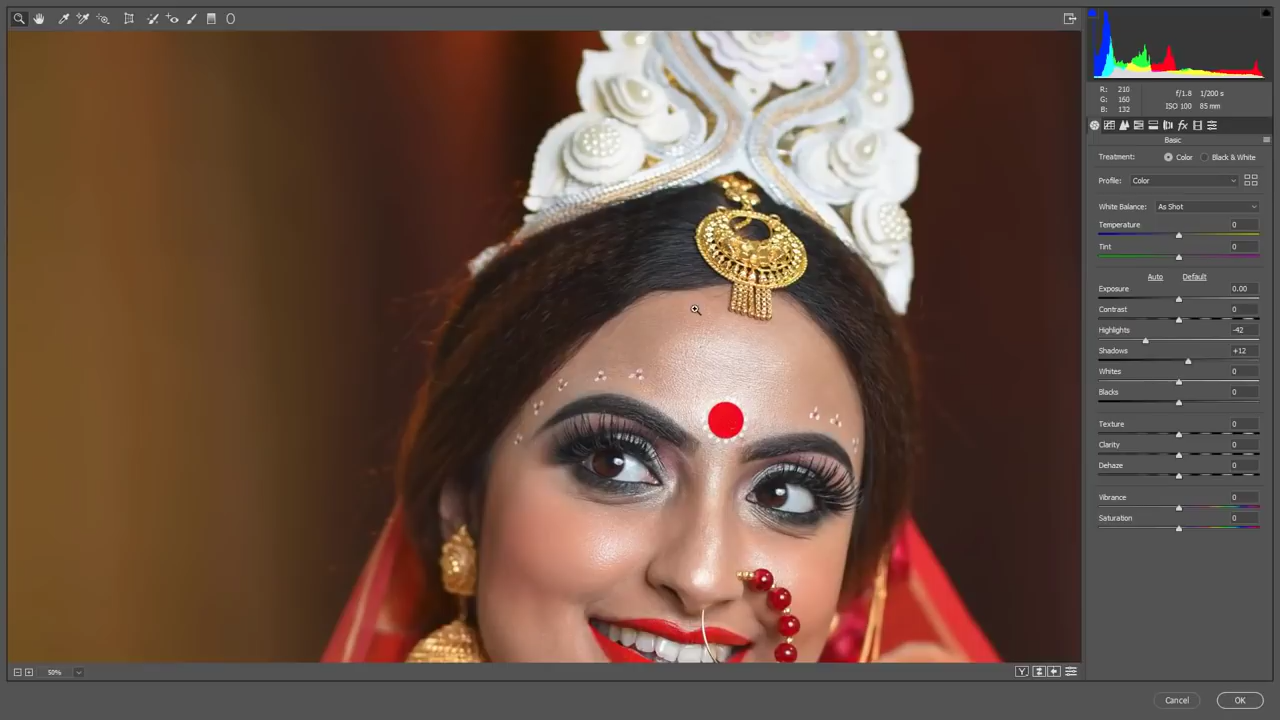 R: 210
G: 160
B: 132
f/1.8 1/200 s
ISO 100 85 mm
Basic
Treatment: Color Black & White
Profile: Color
White Balance: As Shot
Temperature 0
Tint 0
Auto Default
Exposure 0.00
Contrast 0
Highlights -42
Shadows +12
Whites 0
Blacks 0
Texture 0
Clarity 0
Dehaze 0
Vibrance 0
Saturation 0
50%
Y
Cancel OK